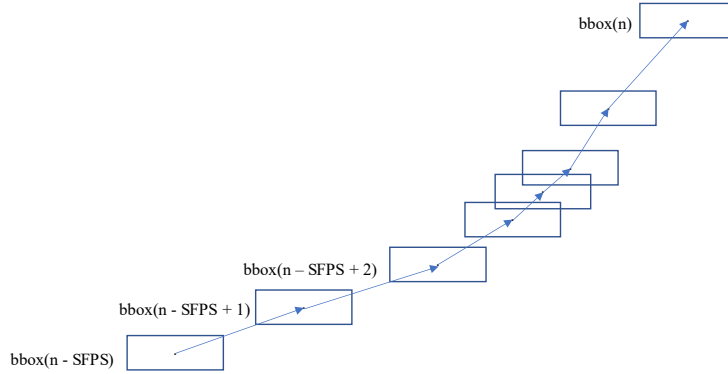 bbox(n)
bbox(n – SFPS + 2)
bbox(n - SFPS + 1)
bbox(n - SFPS)